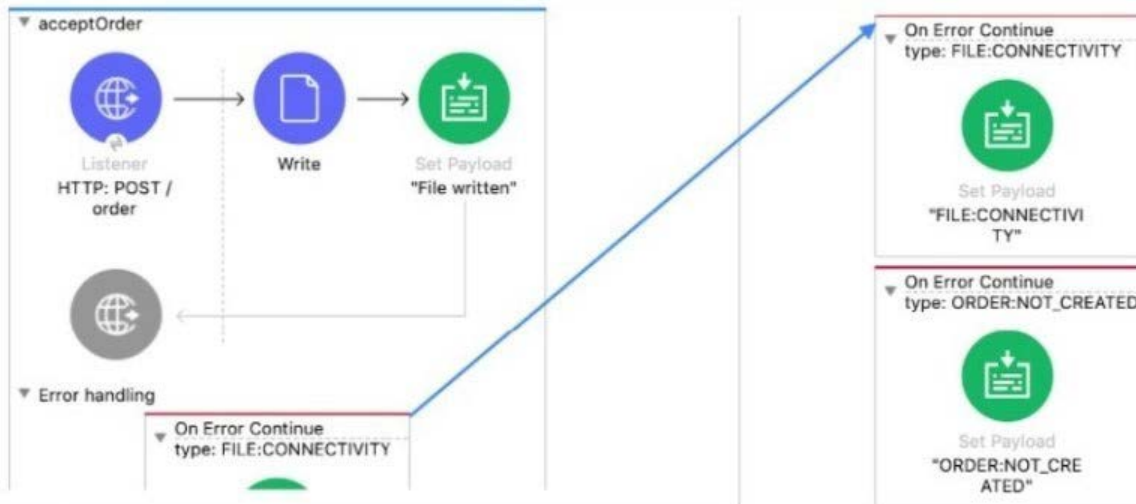 acceptOrder
Listener
HTTP: POST /
order
Write
Set Payload
"File written"
Error handling
On Error Continue
type: FILE:CONNECTIVITY
On Error Continue
type: FILE:CONNECTIVITY
Set Payload
"FILE:CONNECTIVI
TY"
On Error Continue
type: ORDER:NOT_CREATED
Set Payload
"ORDER:NOT_CRE
ATED"